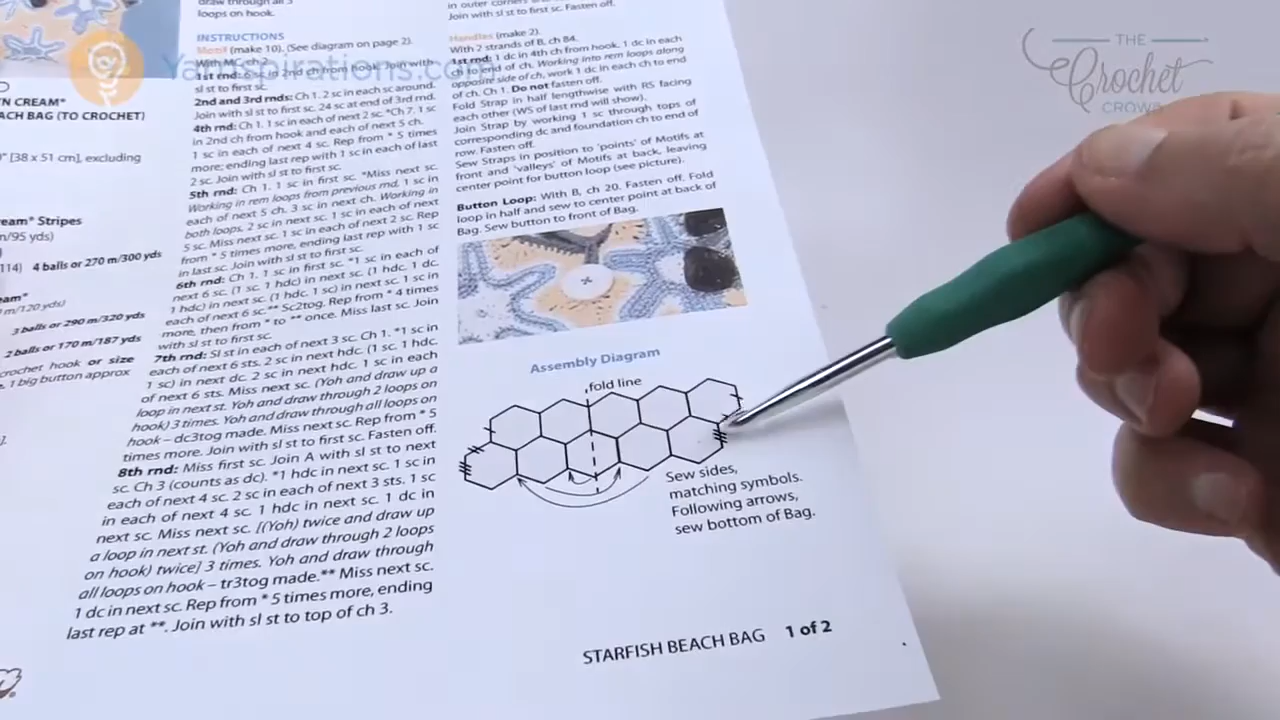 THE
Crochet
CROWD
Yarnspirations.com
N CREAM*
ACH BAG (TO CROCHET)
" [38 x 51 cm], excluding
eam* Stripes
m/95 yds)
114) 4 balls or 270 m/300 yds
am*
m/120 yds)
3 balls or 290 m/320 yds
2 balls or 170 m/187 yds
crochet hook or size
1 big button approx
draw through all 3
loops on hook.
INSTRUCTIONS
Motif (make 10). (See diagram on page 2).
With MC, ch 2.
1st rnd: 6 sc in 2nd ch from hook. Join with
sl st to first sc.
2nd and 3rd rnds: Ch 1. 2 sc in each sc around.
Join with sl st to first sc. 24 sc at end of 3rd rnd.
4th rnd: Ch 1. 1 sc in each of next 2 sc. *Ch 7. 1 sc
in 2nd ch from hook and each of next 5 ch.
1 sc in each of next 4 sc. Rep from * 5 times
more, ending last rep with 1 sc in each of last
2 sc. Join with sl st to first sc.
5th rnd: Ch 1. 1 sc in first sc. *Miss next sc.
Working in rem loops from previous rnd, 1 sc in
each of next 5 ch. 3 sc in next ch. Working in
both loops, 2 sc in next sc. 1 sc in each of next
5 sc. Miss next sc. 1 sc in each of next 2 sc. Rep
from * 5 times more, ending last rep with 1 sc
in last sc. Join with sl st to first sc.
6th rnd: Ch 1. 1 sc in first sc. *1 sc in each of
next 6 sc. (1 sc. 1 hdc) in next sc. (1 hdc. 1 dc.
1 hdc) in next sc. (1 hdc. 1 sc) in next sc. 1 sc in
each of next 6 sc.** Sc2tog. Rep from * 4 times
more, then from * to ** once. Miss last sc. Join
with sl st to first sc.
7th rnd: Sl st in each of next 3 sc. Ch 1. *1 sc in
each of next 6 sts. 2 sc in next hdc. (1 sc. 1 hdc.
1 sc) in next dc. 2 sc in next hdc. 1 sc in each
of next 6 sts. Miss next sc. (Yoh and draw up a
loop in next st. Yoh and draw through 2 loops on
hook) 3 times. Yoh and draw through all loops on
hook – dc3tog made. Miss next sc. Rep from * 5
times more. Join with sl st to first sc. Fasten off.
8th rnd: Miss first sc. Join A with sl st to next
sc. Ch 3 (counts as dc). *1 hdc in next sc. 1 sc in
each of next 4 sc. 2 sc in each of next 3 sts. 1 sc
in each of next 4 sc. 1 hdc in next sc. 1 dc in
next sc. Miss next sc. [(Yoh) twice and draw up
a loop in next st. (Yoh and draw through 2 loops
on hook) twice] 3 times. Yoh and draw through
all loops on hook – tr3tog made.** Miss next sc.
1 dc in next sc. Rep from * 5 times more, ending
last rep at **. Join with sl st to top of ch 3.
in outer corners
Join with sl st to first sc. Fasten off.
Handles (make 2).
With 2 strands of B, ch 84.
1st rnd: 1 dc in 4th ch from hook. 1 dc in each
ch to end of ch. Working into rem loops along
opposite side of ch, work 1 dc in each ch to end
of ch. Ch 1. Do not fasten off.
Fold Strap in half lengthwise with RS facing
each other (WS of last rnd will show).
Join Strap by working 1 sc through tops of
corresponding dc and foundation ch to end of
row. Fasten off.
Sew Straps in position to 'points' of Motifs at
front and 'valleys' of Motifs at back, leaving
center point for button loop (see picture).
Button Loop: With B, ch 20. Fasten off. Fold
loop in half and sew to center point at back of
Bag. Sew button to front of Bag.
Assembly Diagram
fold line
Sew sides,
matching symbols.
Following arrows,
sew bottom of Bag.
STARFISH BEACH BAG 1 of 2